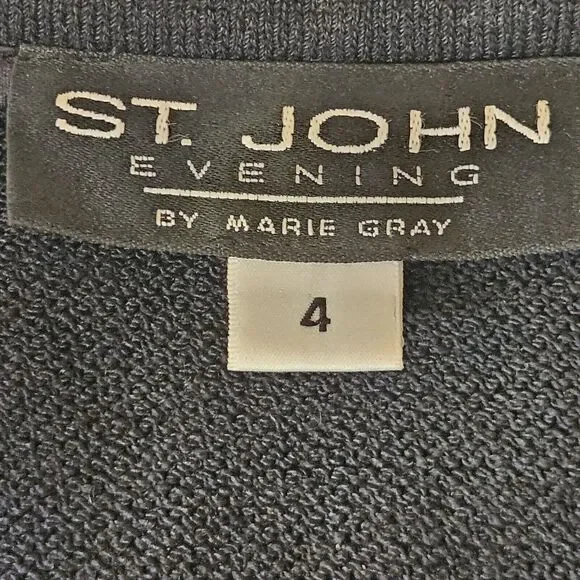 ST. JOHN
EVENING
BY MARIE GRAY
4